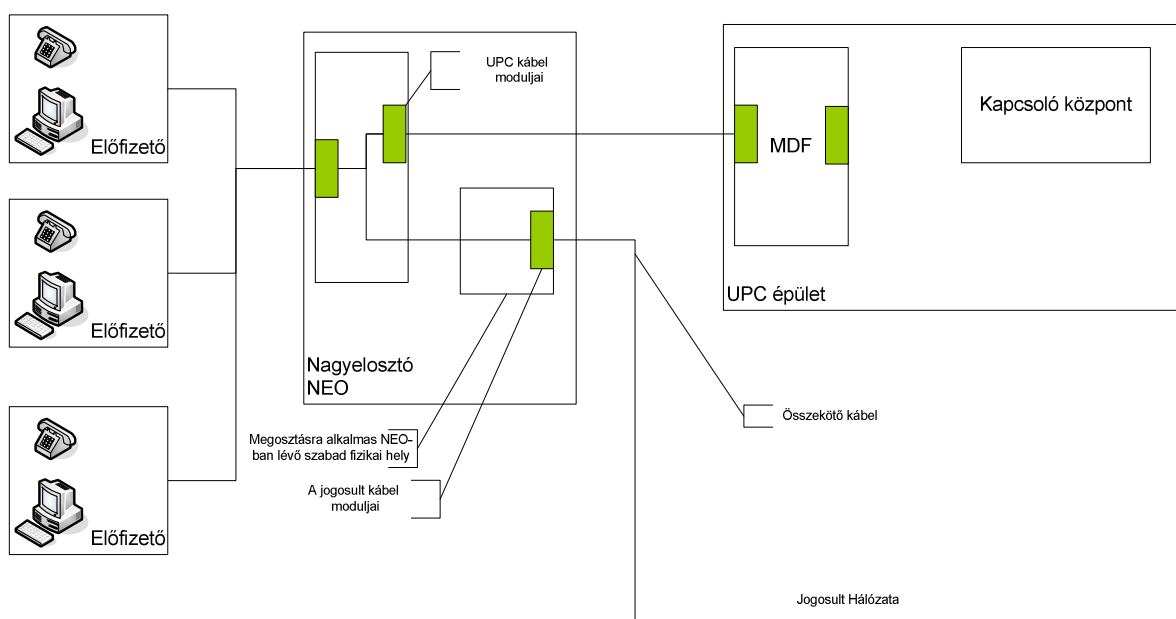 Előfizető
Előfizető
Előfizető
UPC kábel
moduljai
Nagyelosztó
NEO
Megosztásra alkalmas NEO-
ban lévő szabad fizikai hely
A jogosult kábel
moduljai
MDF
Kapcsoló központ
UPC épület
Összekötő kábel
Jogosult Hálózata